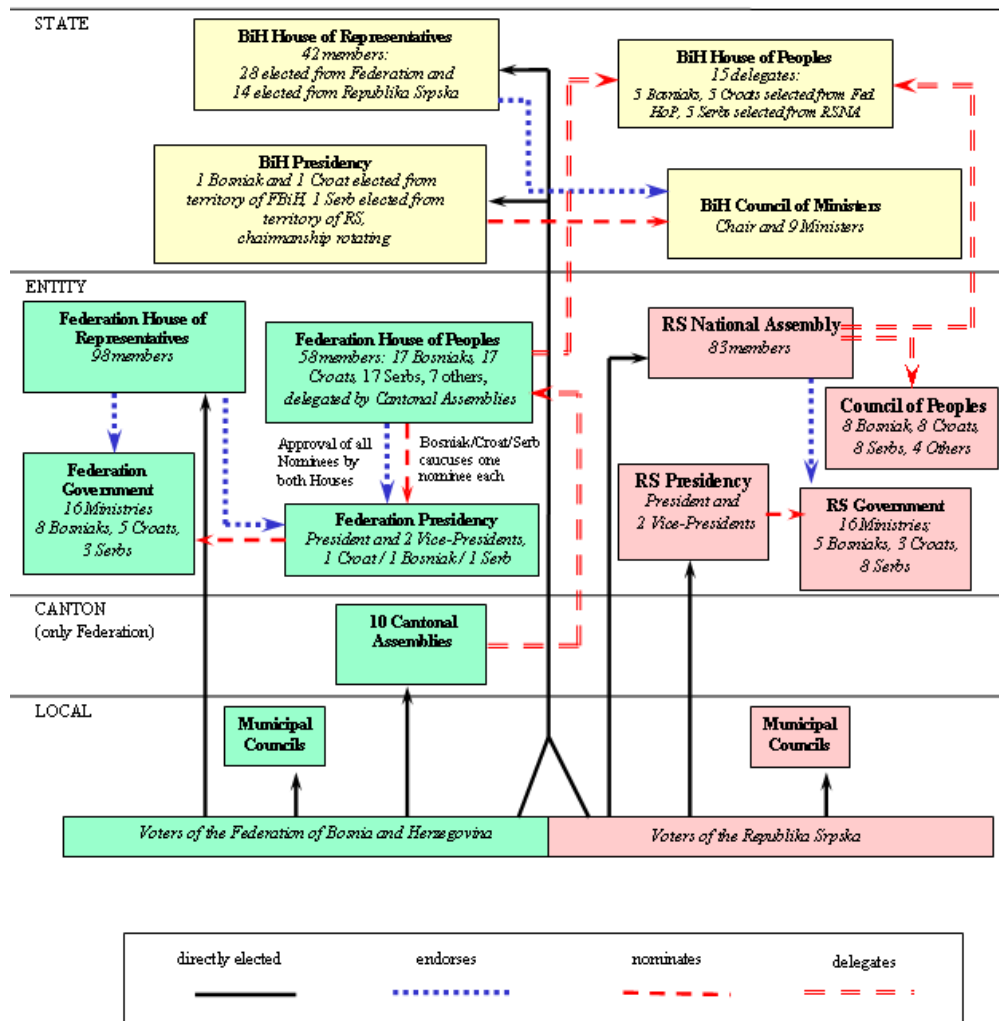 STATE
BiH House of Representatives
42 members:
28 elected from Federation and
14 elected from Republika Srpska
BiH House of Peoples
15 delegates:
5 Bosniaks, 5 Croats selected from Fed.
HoP, 5 Serbs selected from RSNA
BiH Presidency
1 Bosniak and 1 Croat elected from
territory of FBiH, 1 Serb elected from
territory of RS,
chairmanship rotating
BiH Council of Ministers
Chair and 9 Ministers
ENTITY
Federation House of
Representatives
98 members
Federation House of Peoples
58 members: 17 Bosniaks, 17
Croats, 17 Serbs, 7 others,
delegated by Cantonal Assemblies
RS National Assembly
83 members
Council of Peoples
8 Bosniak, 8 Croats,
8 Serbs, 4 Others
Approval of all
Nominees by
both Houses
Bosniak/Croat/Serb
caucuses one
nominee each
Federation
Government
16 Ministries
8 Bosniaks, 5 Croats,
3 Serbs
Federation Presidency
President and 2 Vice-Presidents,
1 Croat / 1 Bosniak / 1 Serb
RS Presidency
President and
2 Vice-Presidents
RS Government
16 Ministries;
5 Bosniaks, 3 Croats,
8 Serbs
CANTON
(only Federation)
10 Cantonal
Assemblies
LOCAL
Municipal
Councils
Municipal
Councils
Voters of the Federation of Bosnia and Herzegovina
Voters of the Republika Srpska
directly elected
endorses
nominates
delegates